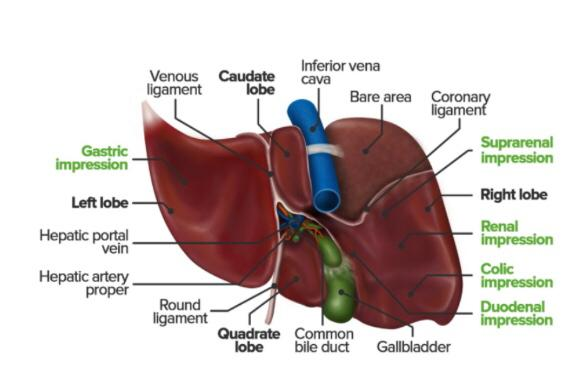 Inferior vena
cava
Venous
ligament
Caudate
lobe
Bare area
Coronary
ligament
Gastric
impression
Suprarenal
impression
Left lobe
Right lobe
Hepatic portal
vein
Renal
impression
Hepatic artery
proper
Colic
impression
Round
ligament
Duodenal
impression
Quadrate
lobe
Common
bile duct
Gallbladder